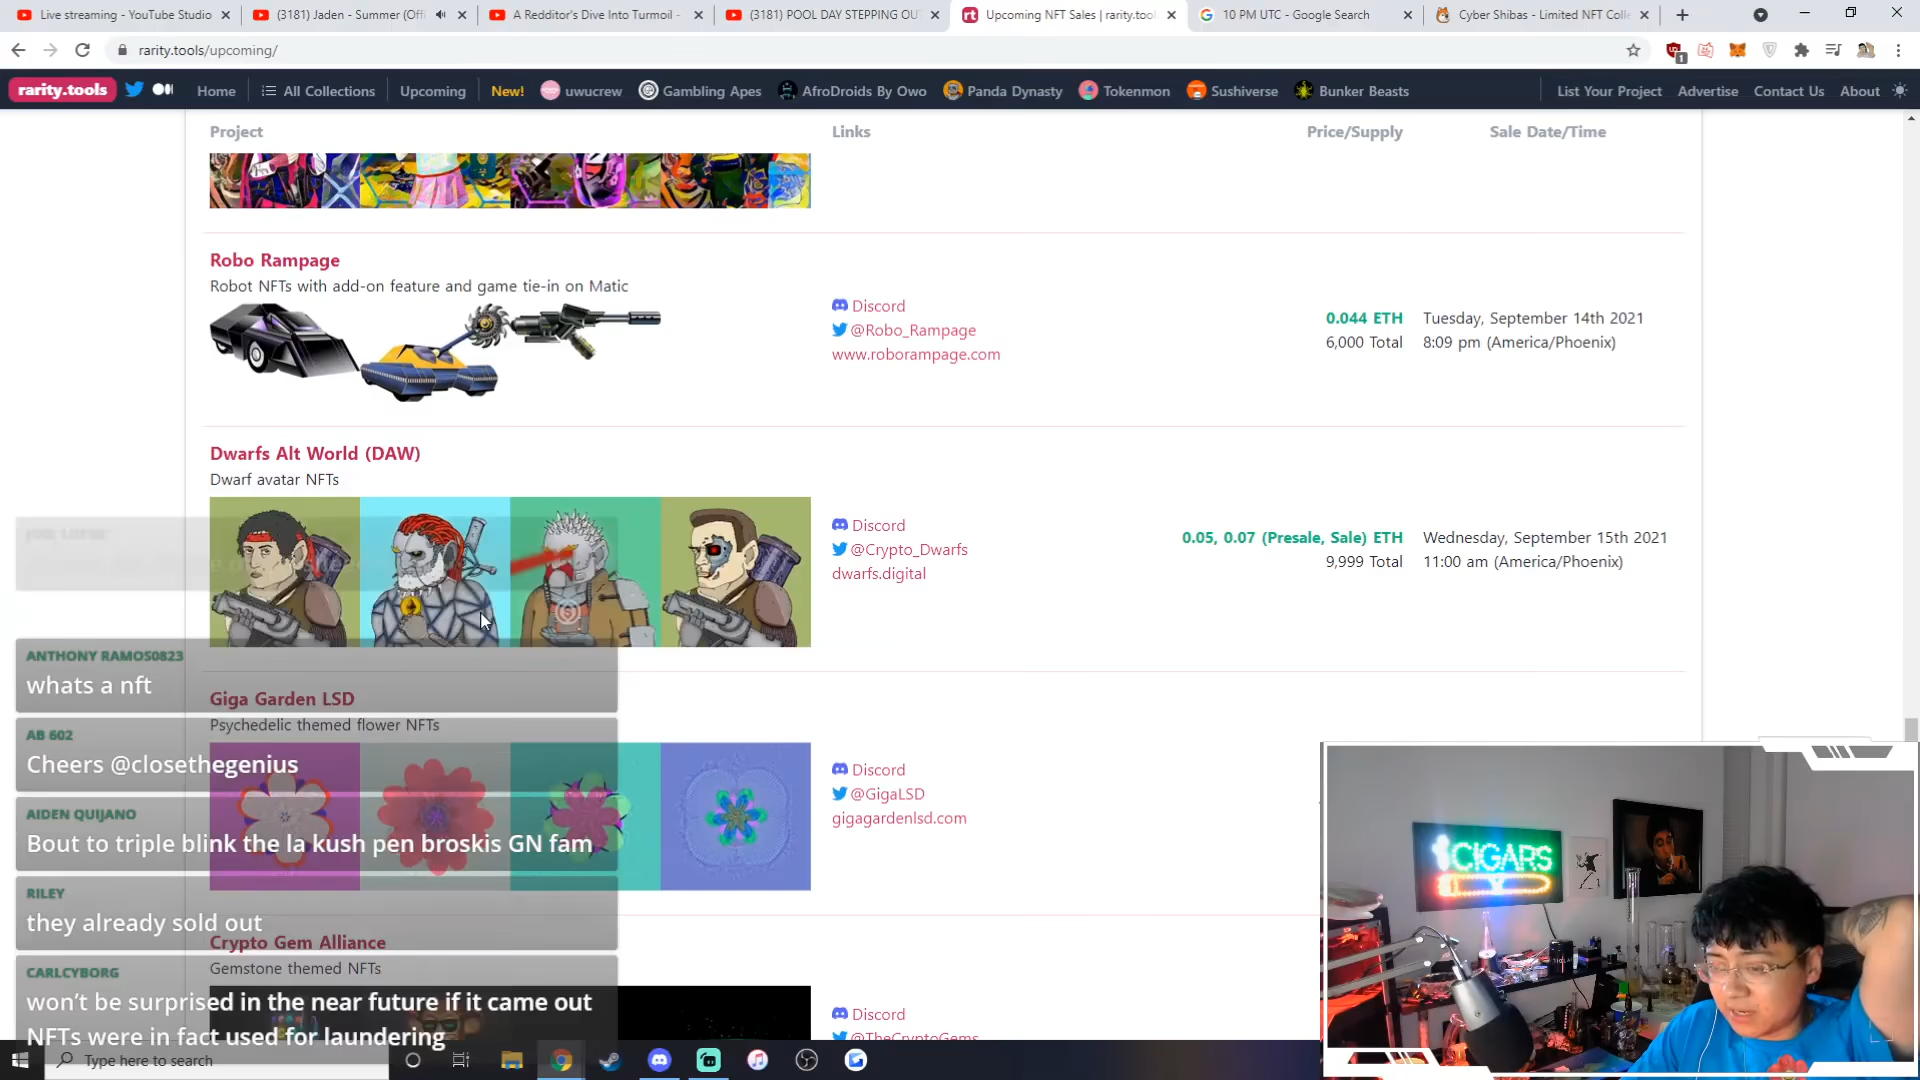 Live streaming - YouTube Studio
(3181) Jaden - Summer (Offi
A Redditor's Dive Into Turmoil -
(3181) POOL DAY STEPPING OU
Upcoming NFT Sales | rarity.tool
10 PM UTC - Google Search
Cyber Shibas - Limited NFT Colle
rarity.tools/upcoming/
1
rarity.tools
Home
All Collections
Upcoming
New!
uwucrew
Gambling Apes
AfroDroids By Owo
Panda Dynasty
Tokenmon
Sushiverse
Bunker Beasts
List Your Project
Advertise
Contact Us
About
Project
Links
Price/Supply
Sale Date/Time
Robo Rampage
Robot NFTs with add-on feature and game tie-in on Matic
Discord
@Robo_Rampage
www.roborampage.com
0.044 ETH
6,000 Total
Tuesday, September 14th 2021
8:09 pm (America/Phoenix)
Dwarfs Alt World (DAW)
Dwarf avatar NFTs
Discord
@Crypto_Dwarfs
dwarfs.digital
0.05, 0.07 (Presale, Sale) ETH
9,999 Total
Wednesday, September 15th 2021
11:00 am (America/Phoenix)
ANTHONY RAMOS0823
whats a nft
Giga Garden LSD
Psychedelic themed flower NFTs
AB 602
Cheers @closethegenius
Discord
@GigaLSD
gigagardenlsd.com
AIDEN QUIJANO
Bout to triple blink the la kush pen broskis GN fam
RILEY
they already sold out
Crypto Gem Alliance
Gemstone themed NFTs
CARLCYBORG
won't be surprised in the near future if it came out
NFTs were in fact used for laundering
Discord
@TheCryptoGems
CIGARS
Type here to search